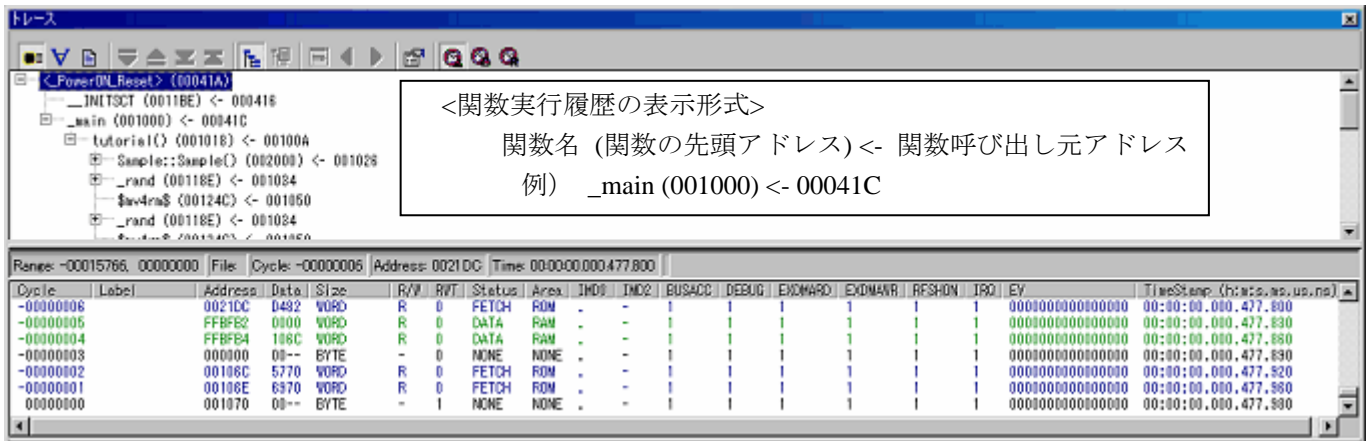 トレース
<_PowerON_Reset> (00041A)
__INITSCT (0011BE) <- 000416
_main (001000) <- 00041C
tutorial() (001018) <- 00100A
Sample::Sample() (002000) <- 001026
_rand (00118E) <- 001034
$mv4rm$ (00124C) <- 001050
_rand (00118E) <- 001034
<関数実行履歴の表示形式>
関数名 (関数の先頭アドレス) <- 関数呼び出し元アドレス
例) _main (001000) <- 00041C
Range: -00015766, 00000000 File: Cycle: -00000006 Address: 0021DC Time: 00:00:00.000.477.800
Cycle Label Address Data Size R/W RWT Status Area IMD0 IMD2 BUSACC DEBUG EXDMARD EXDMAWR RFSHON IRQ EV TimeStamp (h:m:s.ms.us.ns)
-00000006 0021DC D482 WORD R 0 FETCH ROM . - 1 1 1 1 1 1 0000000000000000 00:00:00.000.477.800
-00000005 FFBFB2 0000 WORD R 0 DATA RAM . - 1 1 1 1 1 1 0000000000000000 00:00:00.000.477.830
-00000004 FFBFB4 106C WORD R 0 DATA RAM . - 1 1 1 1 1 1 0000000000000000 00:00:00.000.477.860
-00000003 000000 00-- BYTE - 0 NONE NONE . - 1 1 1 1 1 1 0000000000000000 00:00:00.000.477.890
-00000002 00106C 5770 WORD R 0 FETCH ROM . - 1 1 1 1 1 1 0000000000000000 00:00:00.000.477.920
-00000001 00106E 6970 WORD R 0 FETCH ROM . - 1 1 1 1 1 1 0000000000000000 00:00:00.000.477.960
00000000 001070 00-- BYTE - 1 NONE NONE . - 1 1 1 1 1 1 0000000000000000 00:00:00.000.477.980